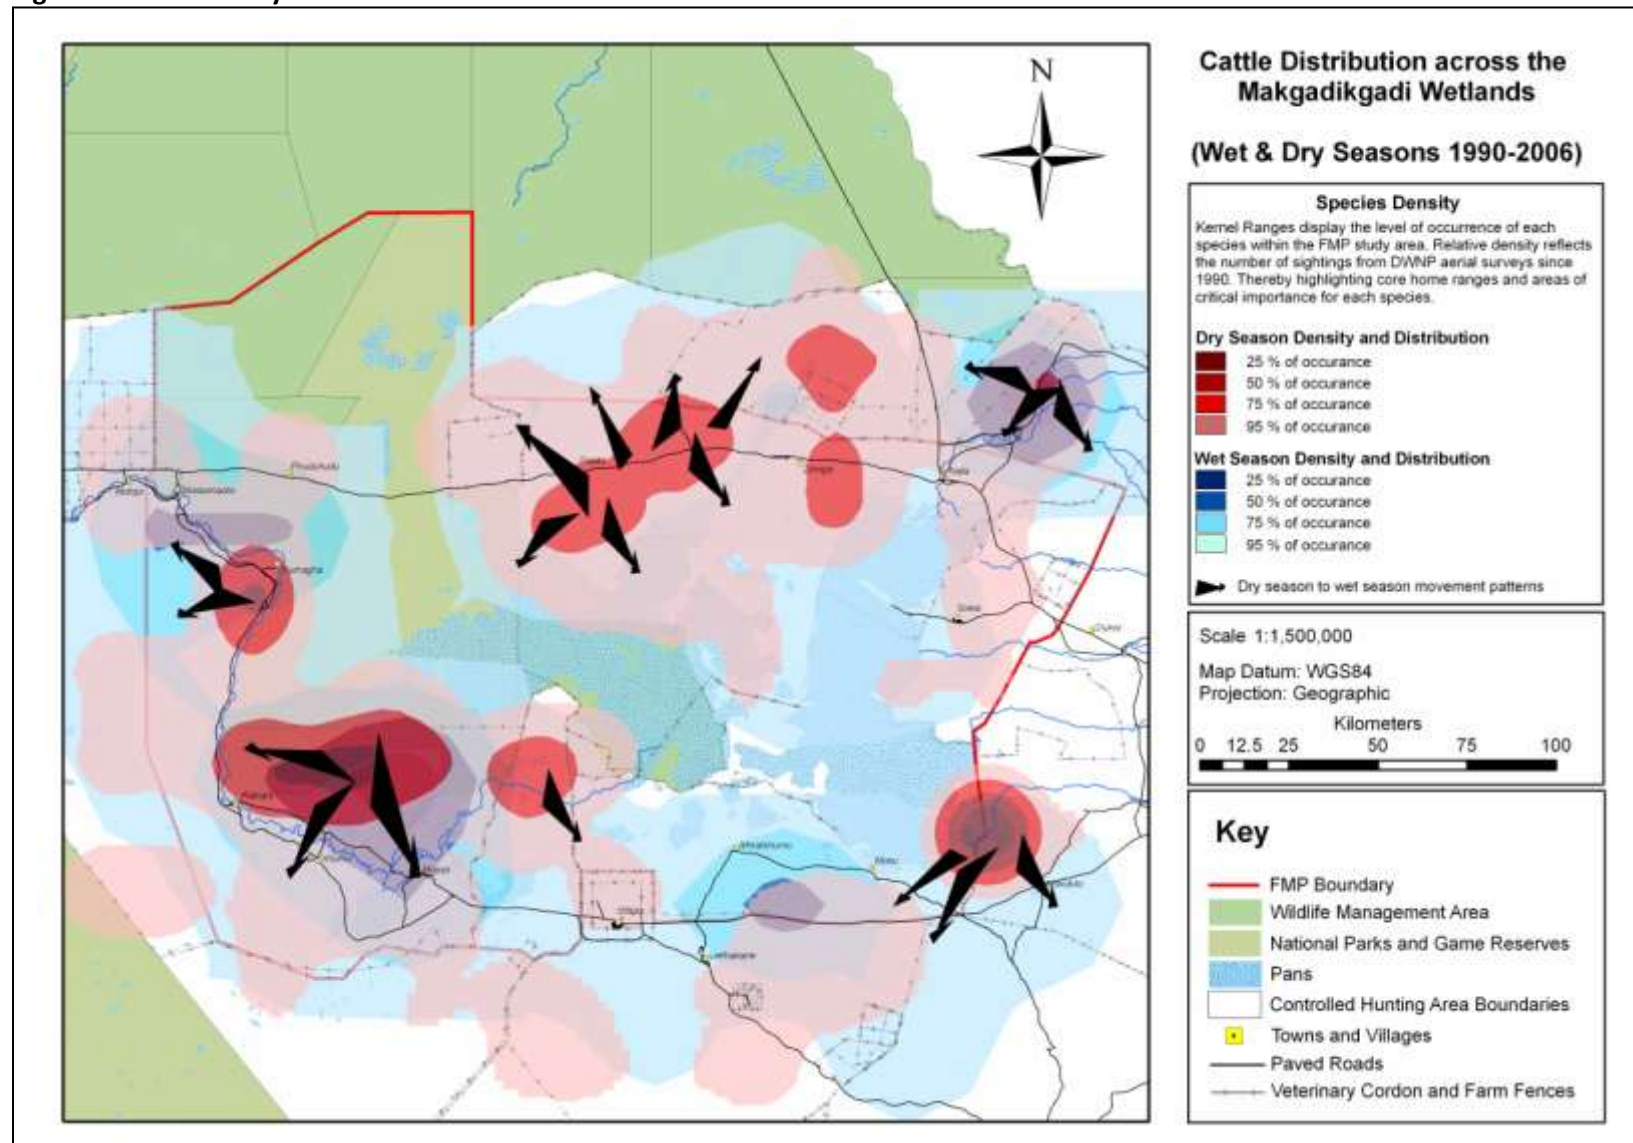 N
Cattle Distribution across the
Makgadikgadi Wetlands
(Wet & Dry Seasons 1990-2006)
Species Density
Kernel Ranges display the level of occurrence of each
species within the FMP study area. Relative density reflects
the number of sightings from DWNP aerial surveys since
1990. Thereby highlighting core home ranges and areas of
critical importance for each species.
Dry Season Density and Distribution
25 % of occurance
50 % of occurance
75 % of occurance
95 % of occurance
Wet Season Density and Distribution
25 % of occurance
50 % of occurance
75 % of occurance
95 % of occurance
Dry season to wet season movement patterns
Scale 1:1,500,000
Map Datum: WGS84
Projection: Geographic
Kilometers
0 12.5 25 50 75 100
Key
FMP Boundary
Wildlife Management Area
National Parks and Game Reserves
Pans
Controlled Hunting Area Boundaries
Towns and Villages
Paved Roads
Veterinary Cordon and Farm Fences